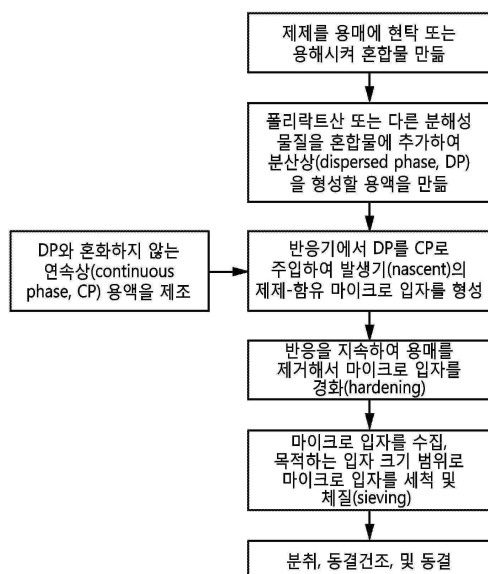 제제를 용매에 현탁 또는
용해시켜 혼합물 만듦
폴리락트산 또는 다른 분해성
물질을 혼합물에 추가하여
분산상(dispersed phase, DP)
을 형성할 용액을 만듦
DP와 혼화하지 않는
연속상(continuous
phase, CP) 용액을 제조
반응기에서 DP를 CP로
주입하여 발생기(nascent)의
제제-함유 마이크로 입자를 형성
반응을 지속하여 용매를
제거해서 마이크로 입자를
경화(hardening)
마이크로 입자를 수집,
목적하는 입자 크기 범위로
마이크로 입자를 세척 및
체질(sieving)
분취, 동결건조, 및 동결